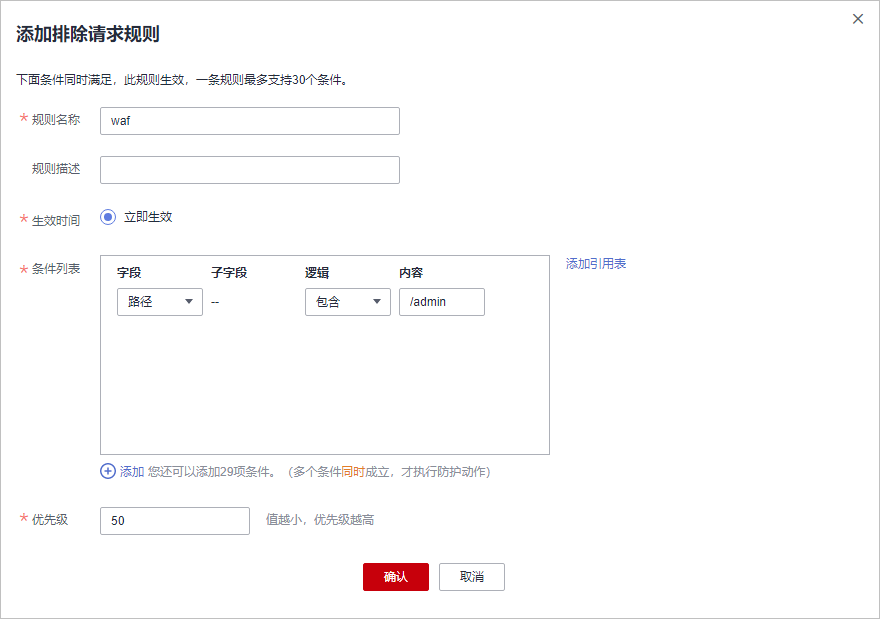 添加排除请求规则
下面条件同时满足，此规则生效，一条规则最多支持30个条件。
* 规则名称 waf
规则描述
* 生效时间 立即生效
* 条件列表 添加引用表
字段 子字段 逻辑 内容
路径 -- 包含 /admin
添加 您还可以添加29项条件。（多个条件同时成立，才执行防护动作）
* 优先级 50 值越小，优先级越高
确认 取消